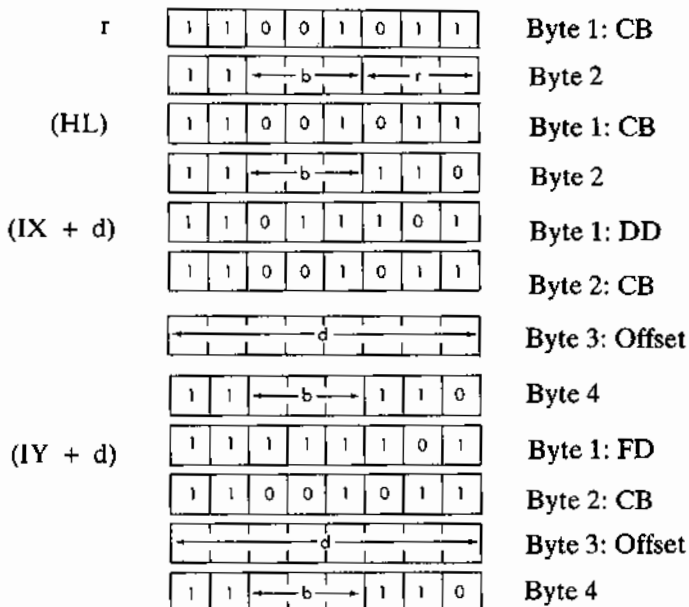 r 1 1 0 0 1 0 1 1 Byte 1: CB
1 1 b r Byte 2
(HL) 1 1 0 0 1 0 1 1 Byte 1: CB
1 1 b 1 1 0 Byte 2
(IX + d) 1 1 0 1 1 1 0 1 Byte 1: DD
1 1 0 0 1 0 1 1 Byte 2: CB
d Byte 3: Offset
1 1 b 1 1 0 Byte 4
(IY + d) 1 1 1 1 1 1 0 1 Byte 1: FD
1 1 0 0 1 0 1 1 Byte 2: CB
d Byte 3: Offset
1 1 b 1 1 0 Byte 4